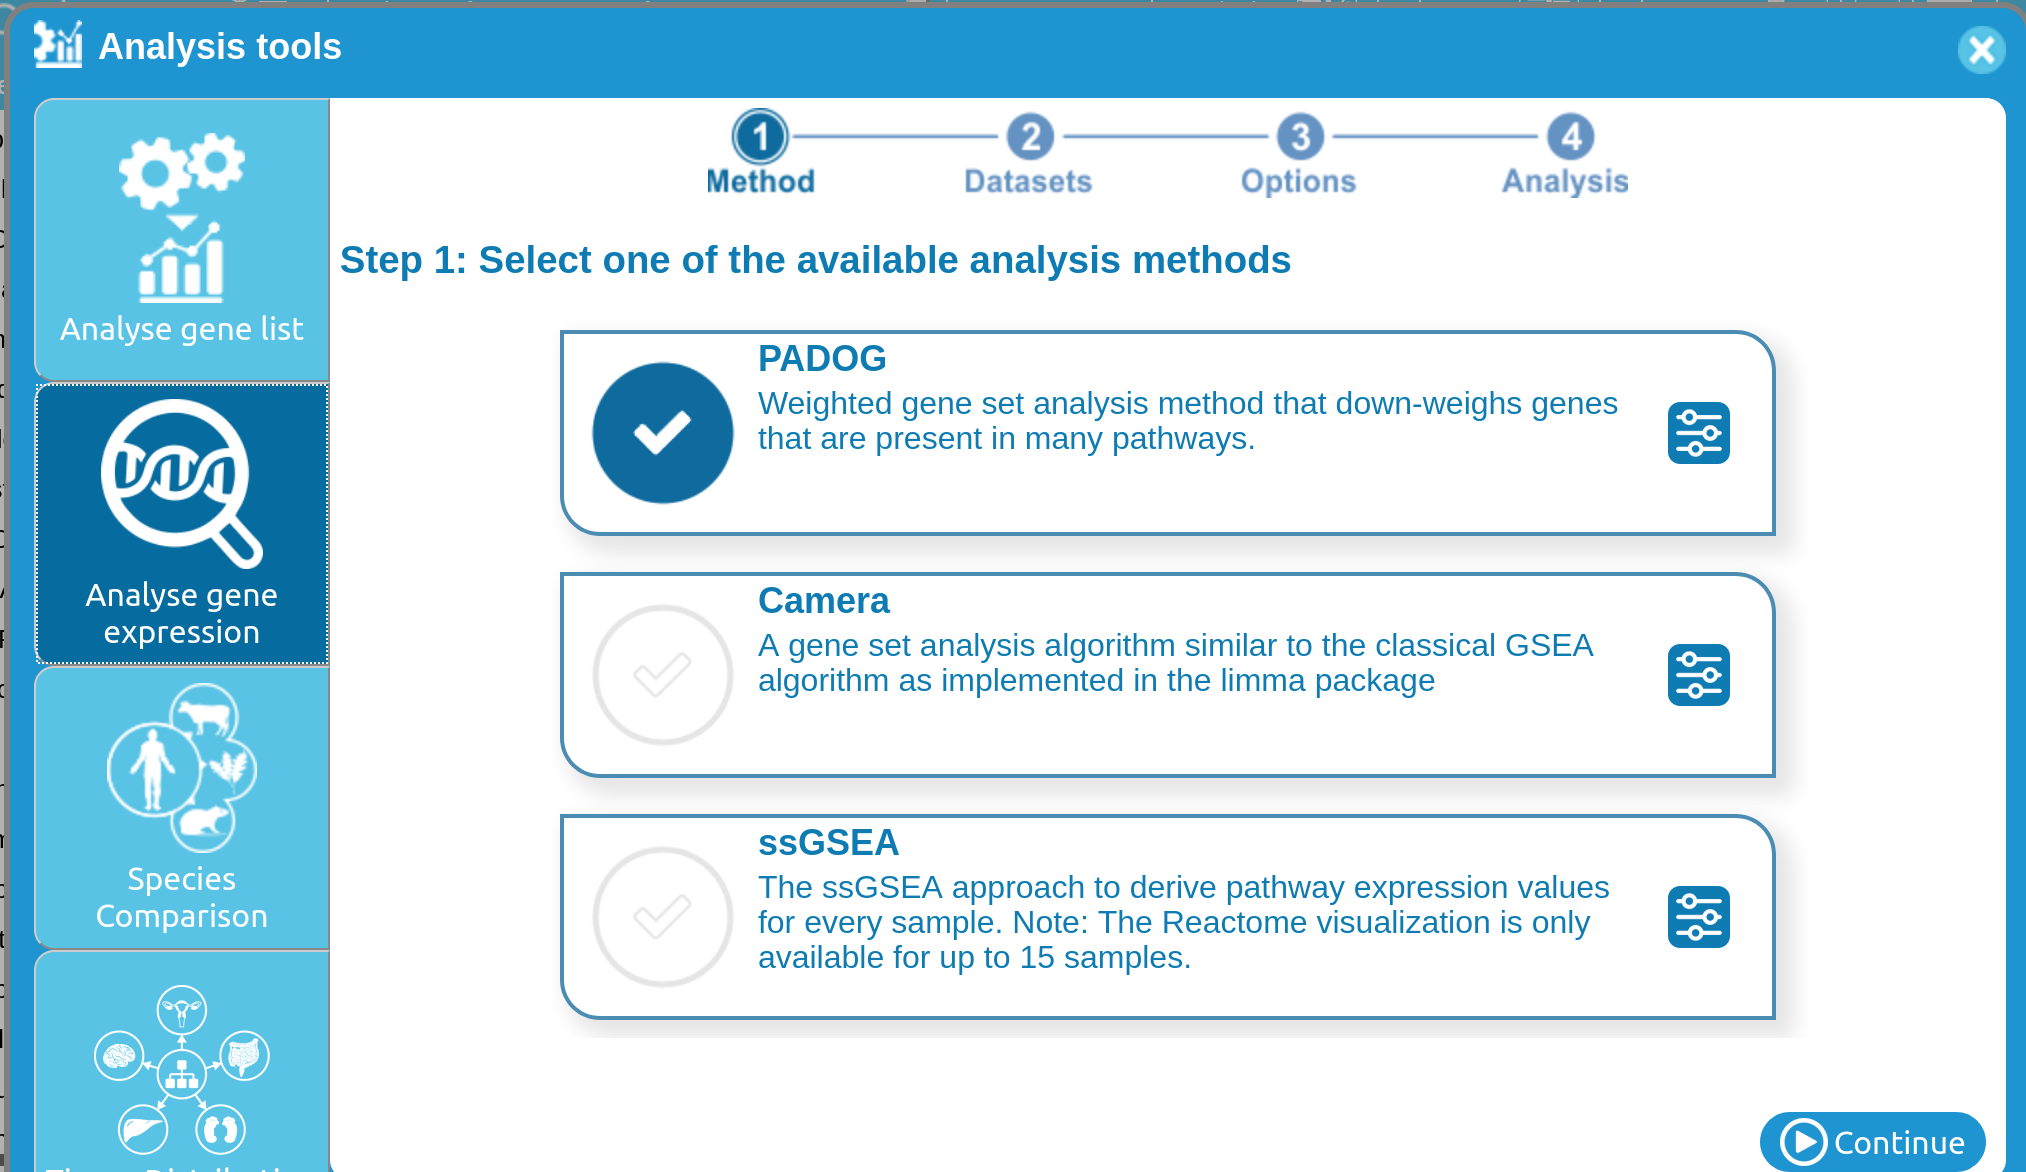 Analysis tools
Analyse gene list
Analyse gene
expression
Species
Comparison
1
2
3
4
Method
Datasets
Options
Analysis
Step 1: Select one of the available analysis methods
PADOG
Weighted gene set analysis method that down-weighs genes
that are present in many pathways.
Camera
A gene set analysis algorithm similar to the classical GSEA
algorithm as implemented in the limma package
ssGSEA
The ssGSEA approach to derive pathway expression values
for every sample. Note: The Reactome visualization is only
available for up to 15 samples.
Continue